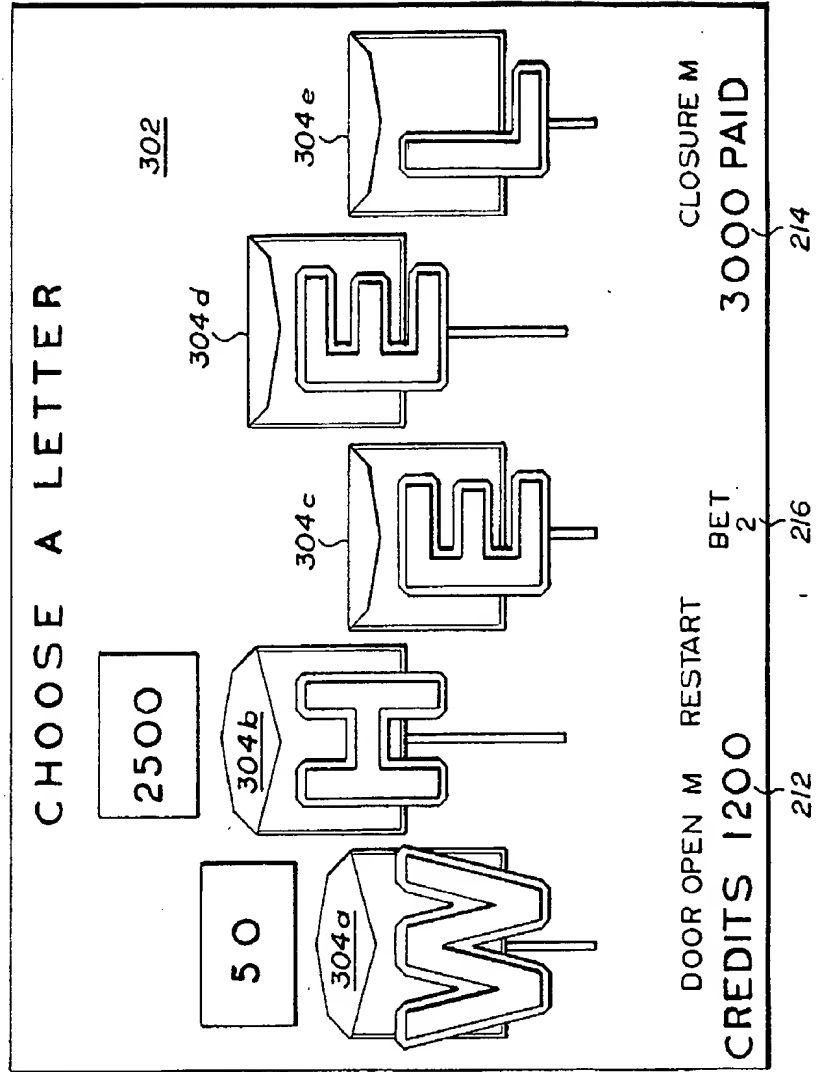 CHOOSE A LETTER
302
50
2500
304a
304b
304c
304d
304e
W
H
E
E
L
DOOR OPEN M RESTART
BET
CLOSURE M
CREDITS 1200
2
3000 PAID
212
216
214